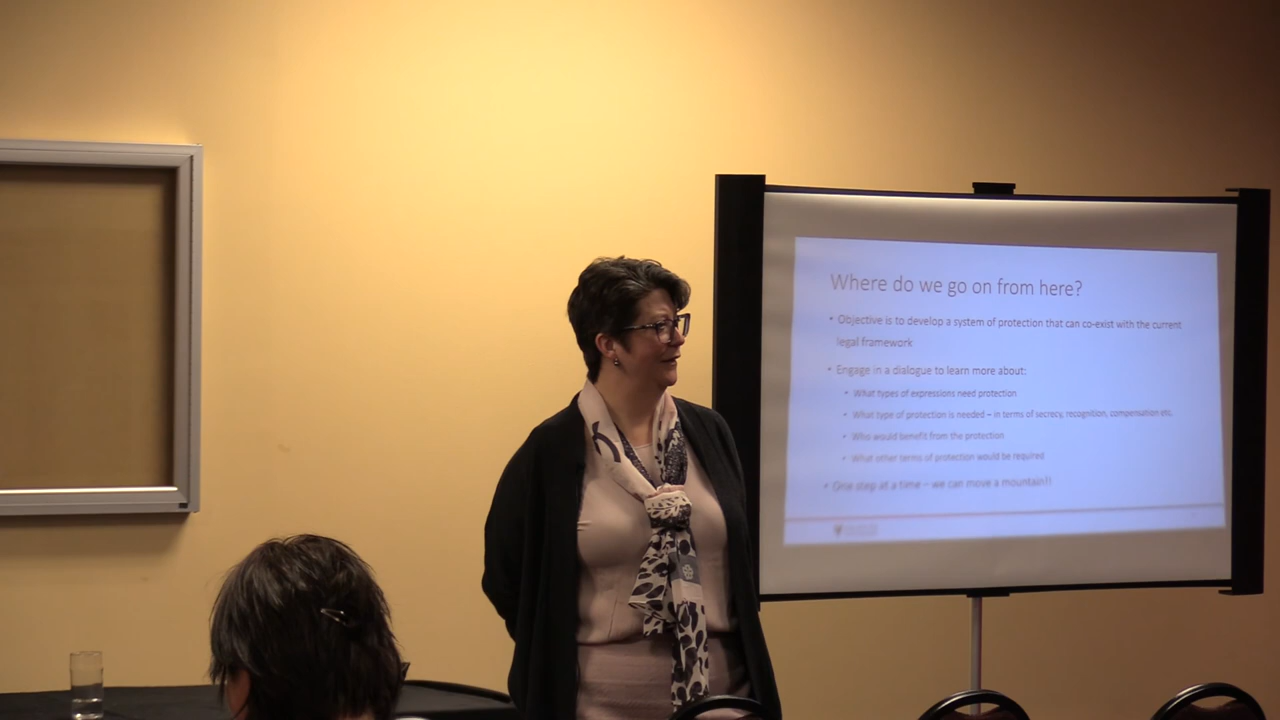 Where do we go on from here?
• Objective is to develop a system of protection that can co-exist with the current
legal framework
• Engage in a dialogue to learn more about:
• What types of expressions need protection
• What type of protection is needed – in terms of secrecy, recognition, compensation etc.
• Who would benefit from the protection
• What other terms of protection would be required
• One step at a time – we can move a mountain!!